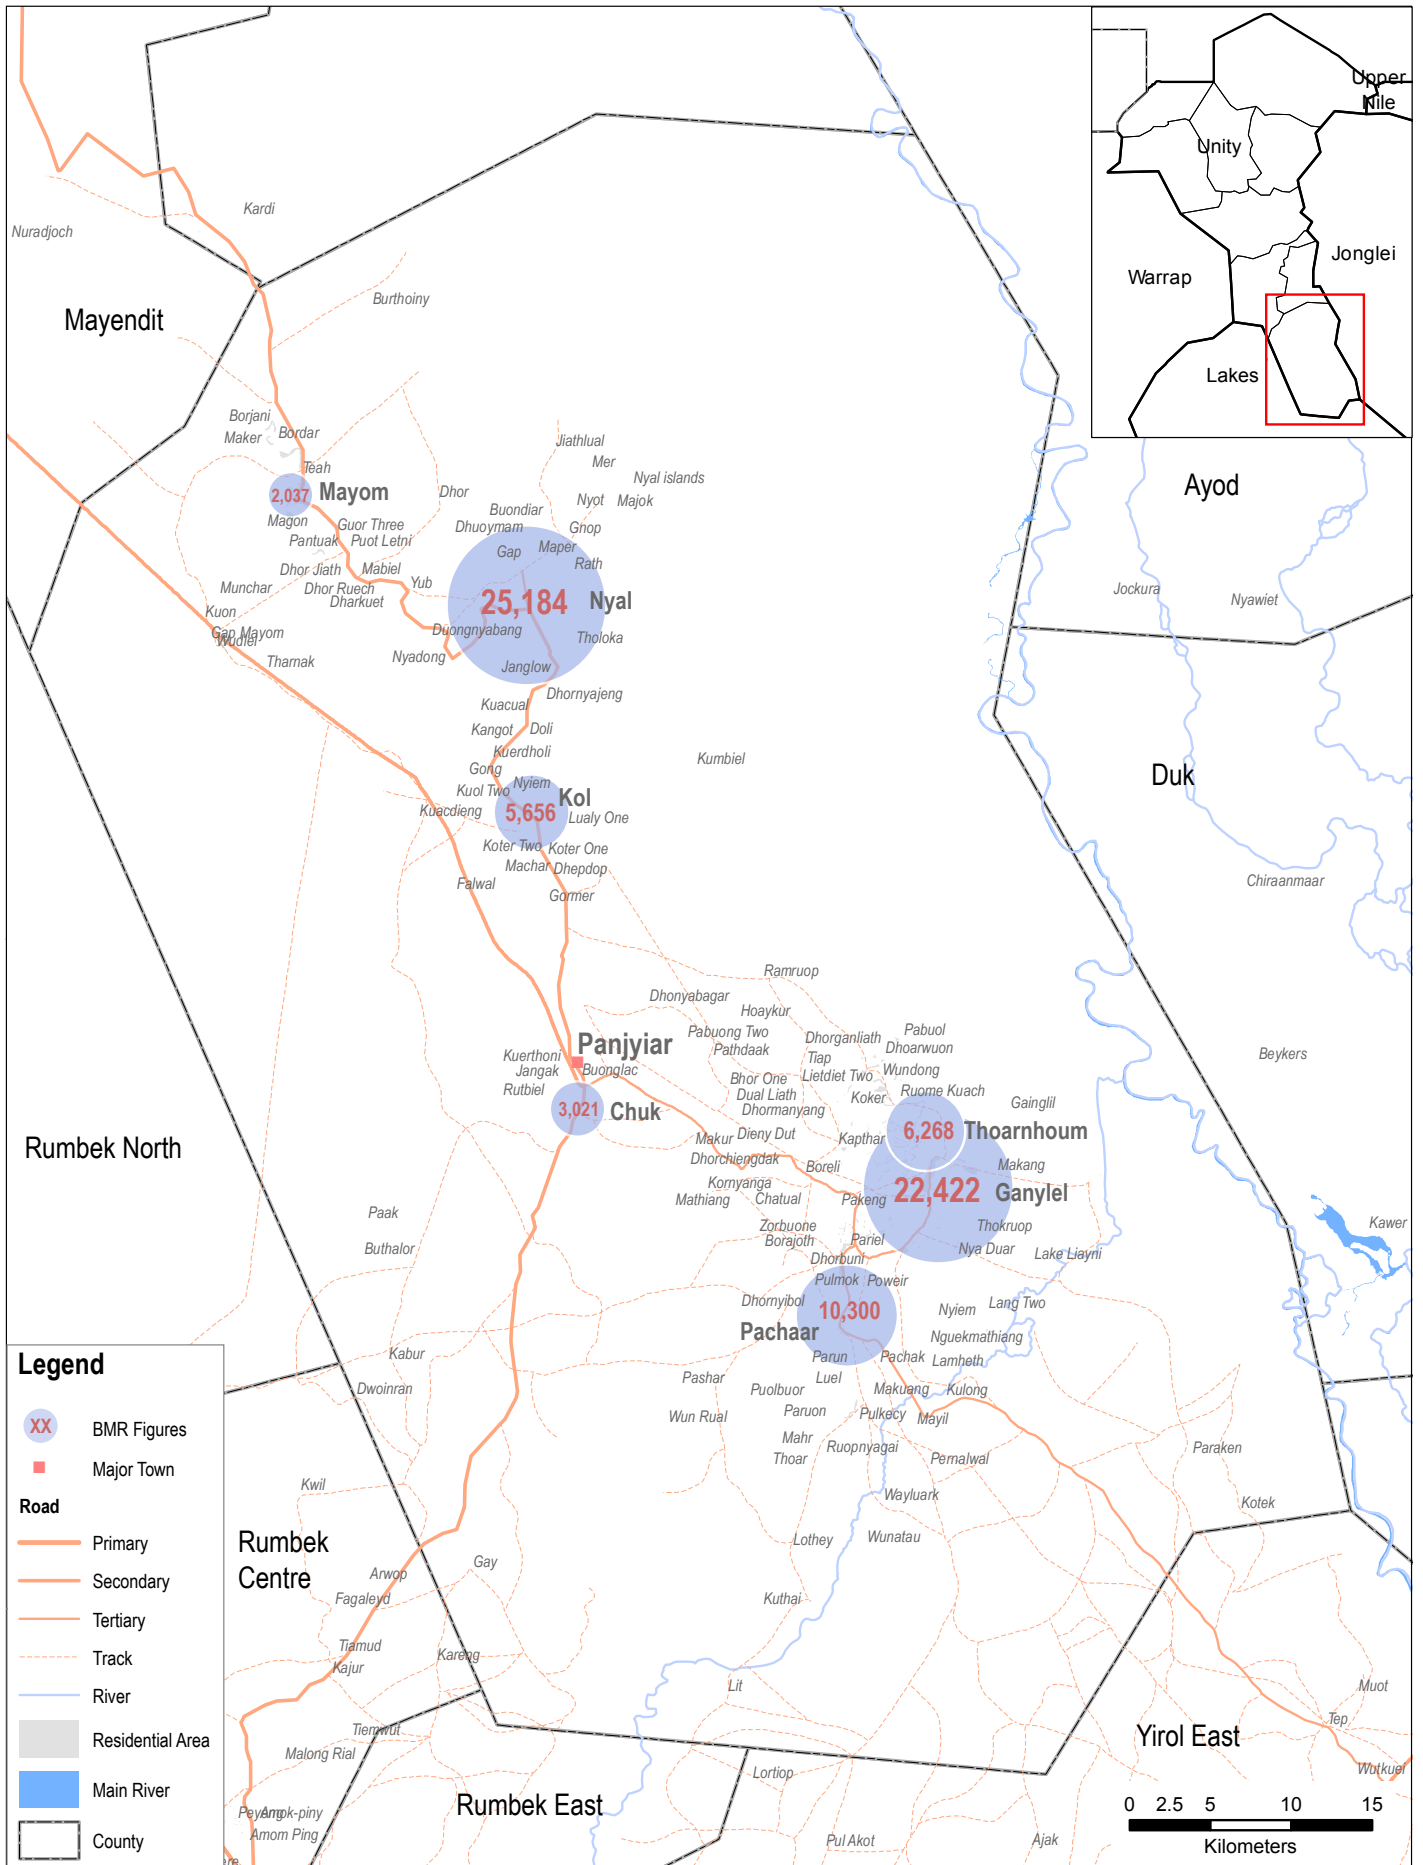 Upper
Nile
Unity
Jonglei
Warrap
Lakes
Kardi
Nuradjoch
Burthoiny
Mayendit
Borjani
Maker
Bordar
Teah
2,037
Mayom
Magon
Guor Three
Pantuak
Puot Letni
Dhor Jiath
Mabiel
Munchar
Dhor Ruech
Yub
Dharkuet
Kuon
Gap Mayom
Wudiel
Tharnak
Nyadong
Jiathlual
Mer
Nyal islands
Dhor
Nyot
Majok
Buondiar
Dhuoymam
Gnop
Gap
Maper
Rath
25,184
Nyal
Duongnyabang
Tholoka
Janglow
Dhornyajeng
Kuacual
Kangot
Doli
Kuerdholi
Gong
Nyiem
Kuol Two
Kol
Kuacdieng
5,656
Lualy One
Koter Two
Koter One
Machar
Dhepdop
Falwal
Gormer
Kumbiel
Ayod
Jockura
Nyawiet
Duk
Chiraanmaar
Beykers
Kawer
Ramruop
Dhonyabagar
Hoaykur
Pabuong Two
Pathdaak
Dhorganliath
Pabuol
Dhoarwuon
Tiap
Lietdiet Two
Wundong
Panjyiar
Kuerthoni
Jangak
Buonglac
Rutbiel
Bhor One
Dual Liath
Dhormanyang
Koker
Ruome Kuach
Gainglil
3,021
Chuk
6,268
Thoarnhoum
Makur
Dieny Dut
Kapthar
Dhorchiengdak
Boreli
Makang
Kornyanga
Mathiang
Chatual
Pakeng
22,422
Ganylel
Zorbuone
Borajoth
Pariel
Thokruop
Dhorbuni
Nya Duar
Lake Liayni
Pulmok
Poweir
Dhornyibol
10,300
Nyiem
Lang Two
Pachaar
Nguekmathiang
Parun
Pachak
Lamheth
Pashar
Luel
Puolbuor
Makuang
Kulong
Wun Rual
Paruon
Pulkecy
Mayil
Mahr
Ruopnyagai
Thoar
Pernalwal
Paraken
Wayluark
Kotek
Lothey
Wunatau
Kuthai
Lit
Rumbek North
Paak
Buthalor
Kabur
Dwoinran
Kwil
Rumbek
Centre
Gay
Arwop
Fagaleyd
Tiamud
Kajur
Kareng
Tiemwut
Malong Rial
Peyeng
Amok-piny
Amom Ping
Rumbek East
Lortiop
Pul Akot
Ajak
Yirol East
Muot
Tep
Wutkuer
Legend
XX
BMR Figures
Major Town
Road
Primary
Secondary
Tertiary
Track
River
Residential Area
Main River
County
0 2.5 5 10 15
Kilometers